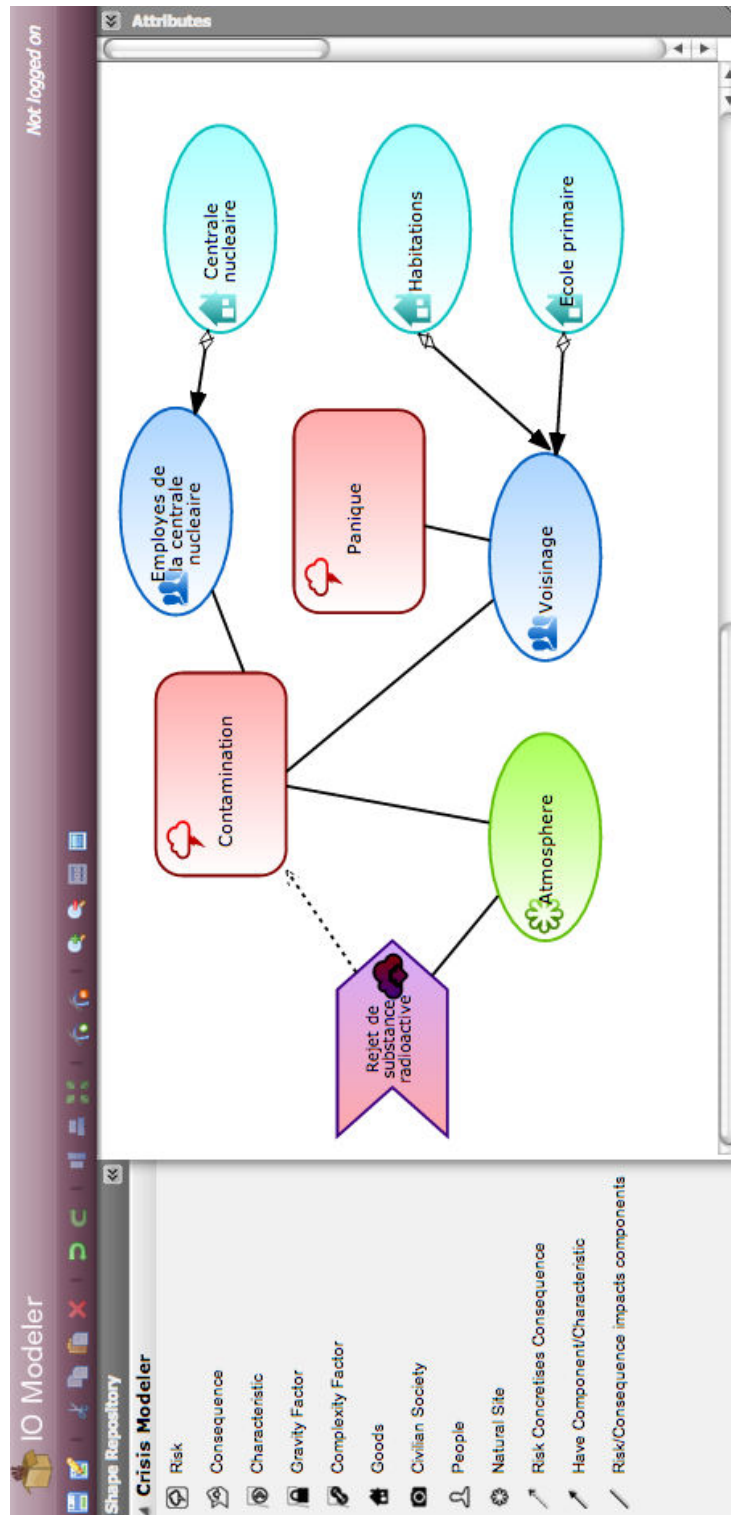 IO Modeler
Not logged on
Shape Repository
Attributes
Crisis Modeler
Risk
Consequence
Characteristic
Gravity Factor
Complexity Factor
Goods
Civilian Society
People
Natural Site
Risk Concretises Consequence
Have Component/Characteristic
Risk/Consequence impacts components
Rejet de
substance
radioactive
Contamination
Atmosphere
Employes de
la centrale
nucleaire
Panique
Voisinage
Centrale
nucleaire
Habitations
Ecole primaire